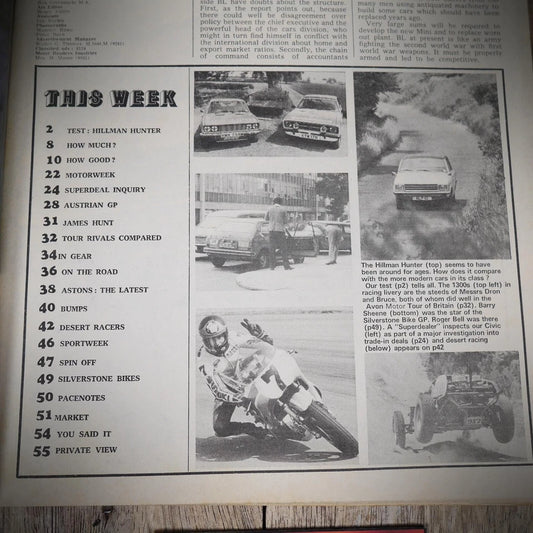 Air Editor
Advertisement Manager
BL have doubts about the structure.
First, as the report points out, because
there could well be disagreement over
policy between the chief executive and the
powerful head of the cars division, who
might in turn find himself in conflict with
the international division about home and
export market ratios. Secondly, the chain
of command consists of accountants
many men using antiquated machinery to
build some cars which should have been
replaced years ago.
Very large sums will be required to
develop the new Mini and to replace worn
out plant. BL at present is like an army
fighting the second world war with first
world war weapons. It must be properly
armed and led to be competitive.
THIS WEEK
2 TEST: HILLMAN HUNTER
8 HOW MUCH?
10 HOW GOOD?
22 MOTORWEEK
24 SUPERDEAL INQUIRY
28 AUSTRIAN GP
31 JAMES HUNT
32 TOUR RIVALS COMPARED
34 IN GEAR
36 ON THE ROAD
38 ASTONS: THE LATEST
40 BUMPS
42 DESERT RACERS
46 SPORTWEEK
47 SPIN OFF
49 SILVERSTONE BIKES
50 PACENOTES
51 MARKET
54 YOU SAID IT
55 PRIVATE VIEW
The Hillman Hunter (top) seems to have
been around for ages. How does it compare
with the more modern cars in its class?
Our test (p2) tells all. The 1300s (top left) in
racing livery are the steeds of Messrs Dron
and Bruce, both of whom did well in the
Avon Motor Tour of Britain (p32). Barry
Sheene (bottom) was the star of the
Silverstone Bike GP. Roger Bell was there
(p49). A "Superdealer" inspects our Civic
(left) as part of a major investigation into
trade-in deals (p24) and desert racing
(below) appears on p42
7